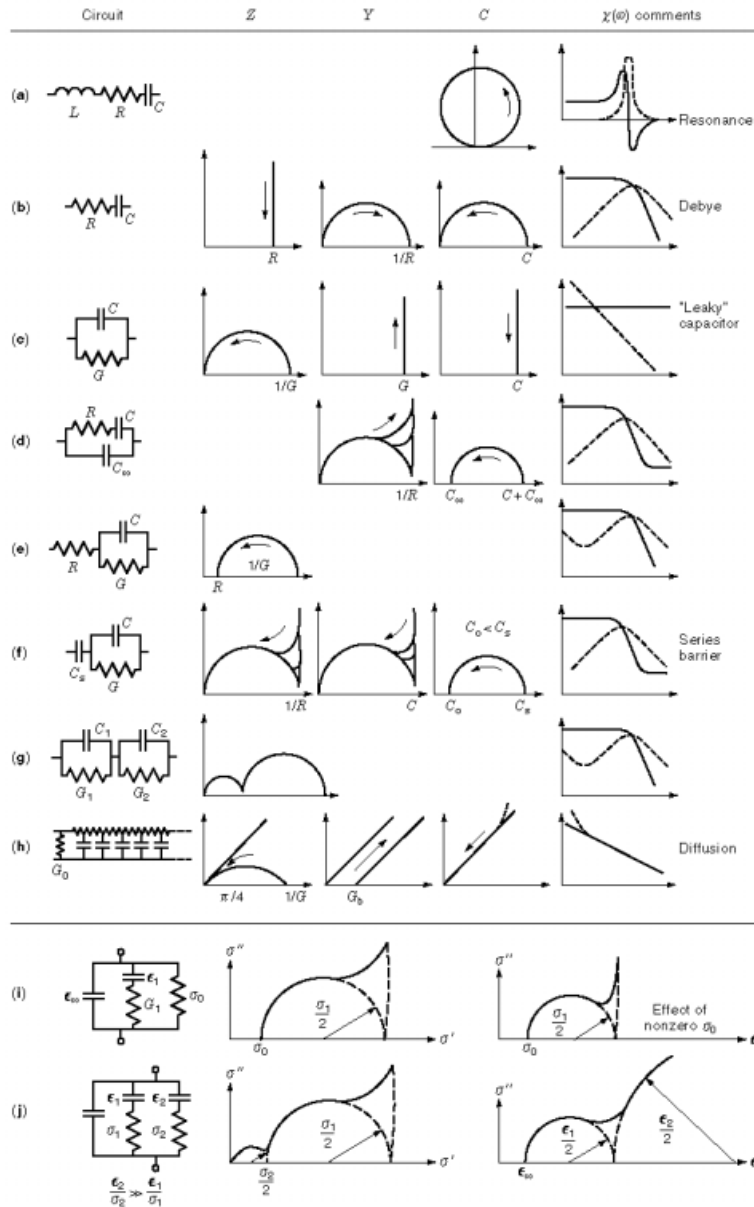 Circuit Z Y C χ(ω) comments
(a) L R C Resonance
(b) R C R 1/R C Debye
(c) C G 1/G G C "Leaky" capacitor
(d) R C C∞ 1/R C∞ C + C∞
(e) R C G R 1/G
(f) Cs C G 1/R C Co < Cs Co Cs Series barrier
(g) C1 C2 G1 G2
(h) G0 π/4 1/G Gb Diffusion
(i) ϵ∞ ϵ1 G1 σ0 σ'' σ0 σ1/2 σ' σ'' σ0 σ1/2 Effect of nonzero σ0
(j) ϵ1 ϵ2 σ1 σ2 σ'' σ2/2 σ1/2 σ' σ'' ϵ∞ ϵ1/2 ϵ2/2
ϵ2/σ2 ≫ ϵ1/σ1